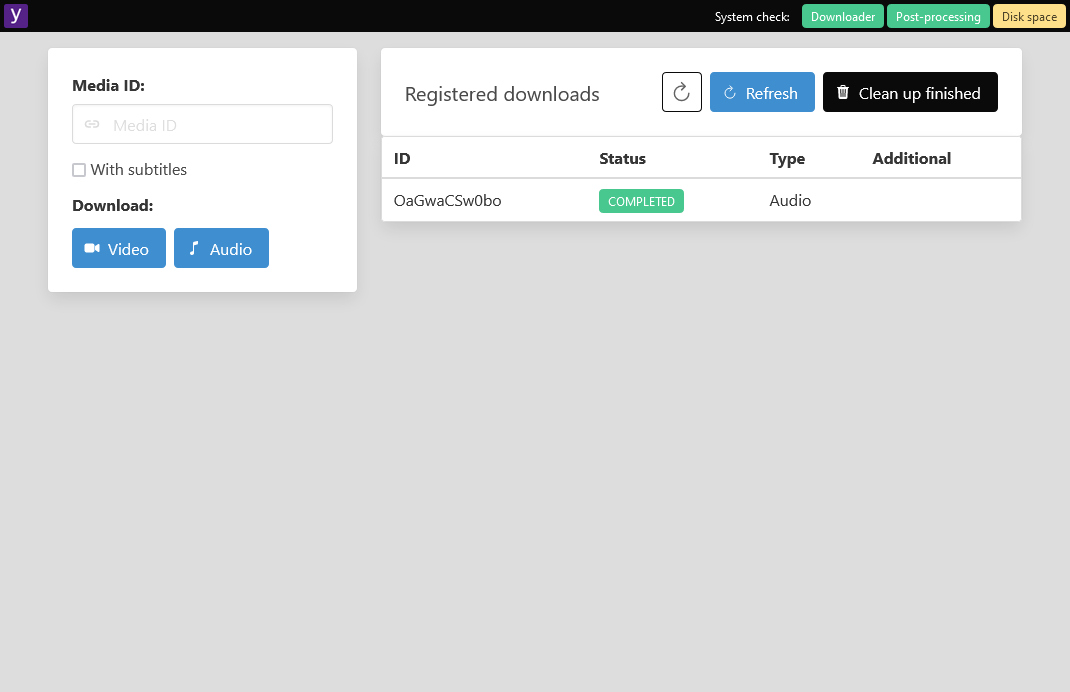 y
System check: Downloader Post-processing Disk space
Media ID:
Media ID
With subtitles
Download:
Video Audio
Registered downloads Refresh Clean up finished
ID Status Type Additional
OaGwaCSw0bo COMPLETED Audio